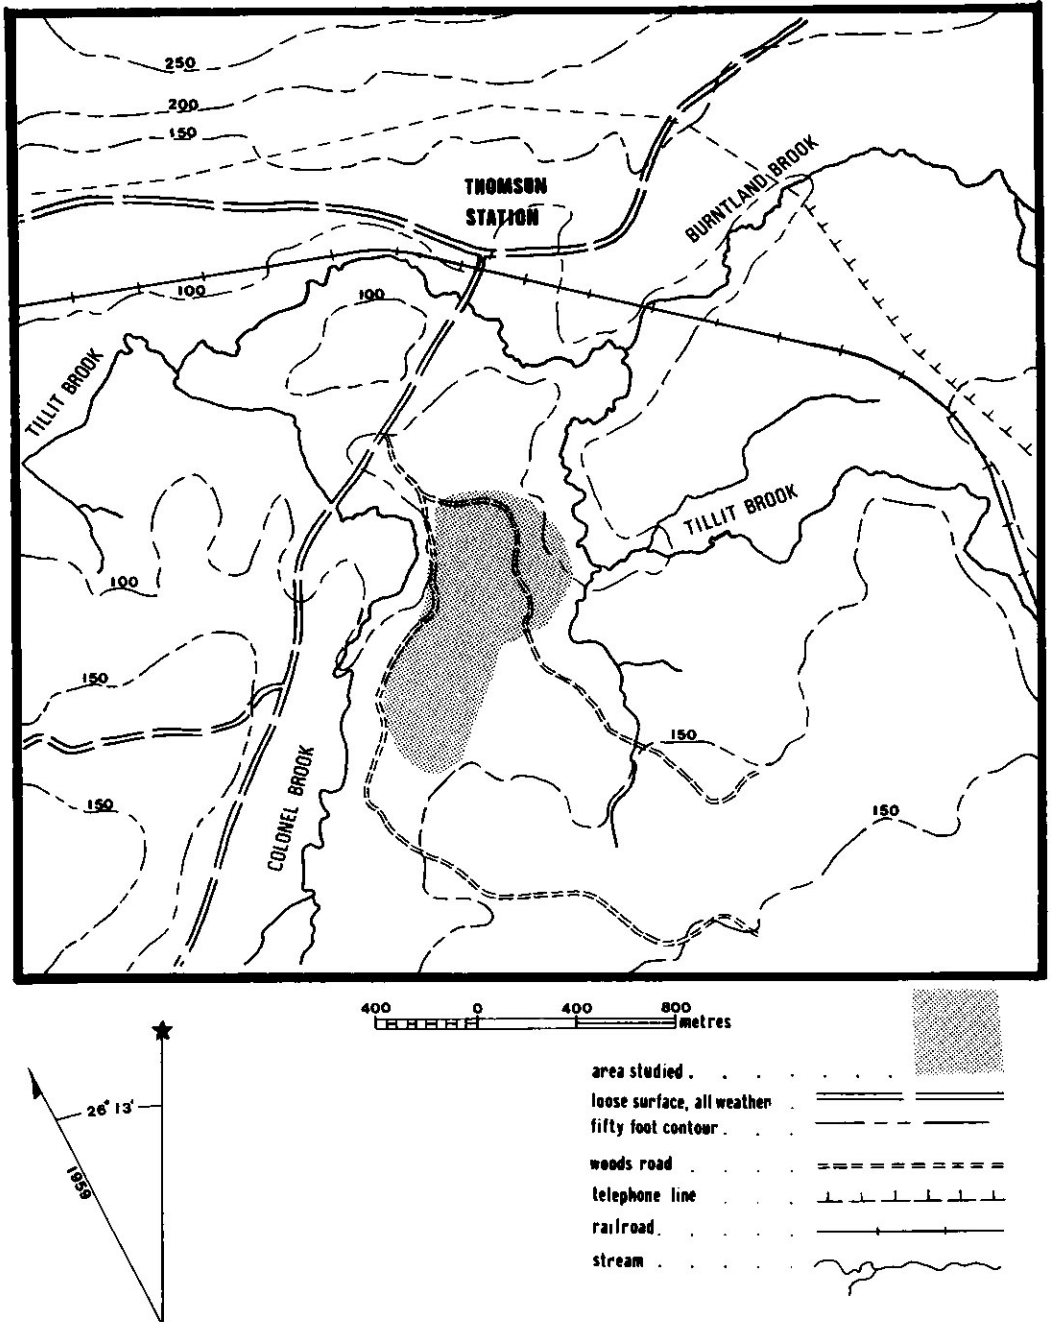 250
200
150
THOMSON
STATION
BURNTLAND BROOK
100
100
TILLIT BROOK
TILLIT BROOK
100
150
150
150
150
COLONEL BROOK
400 0 400 800
metres
26° 13'
1959
area studied . . . . . . .
loose surface, all weather .
fifty foot contour . . .
woods road . . . .
telephone line . . .
railroad . . . . .
stream . . . . .